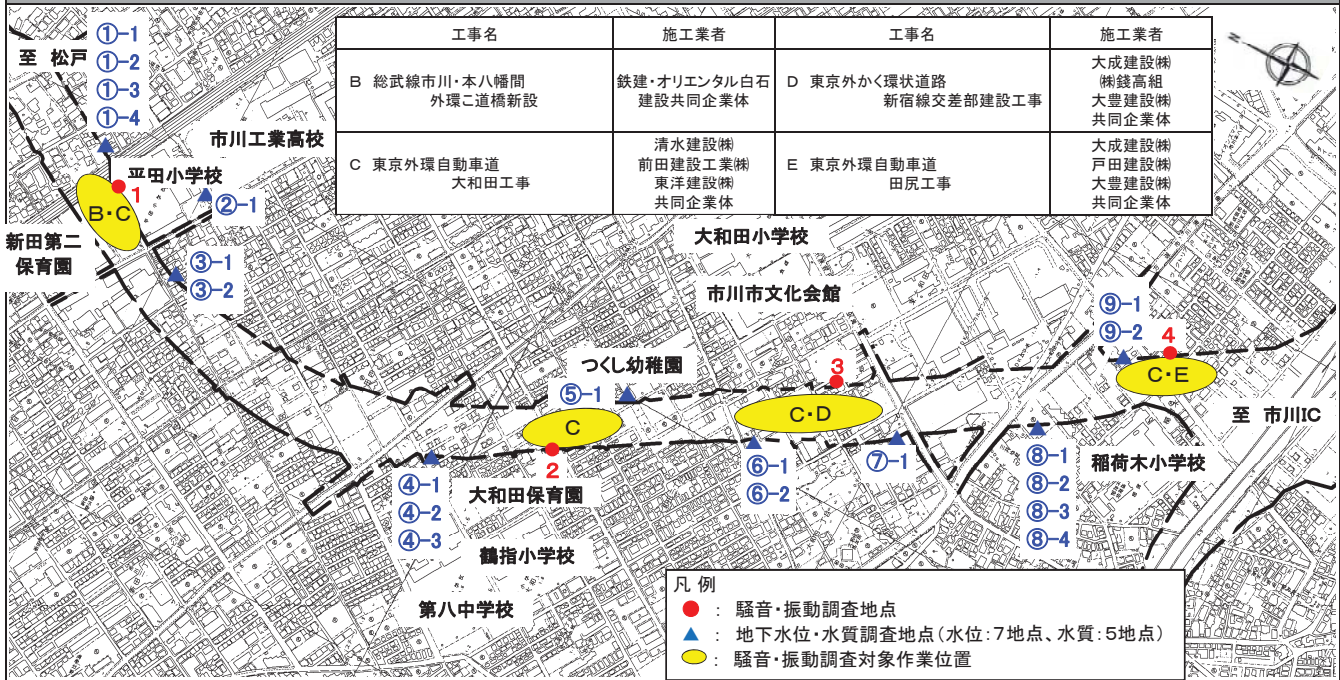 工事名 施工業者 工事名 施工業者
B 総武線市川・本八幡間
外環こ道橋新設
鉄建・オリエンタル白石
建設共同企業体
D 東京外かく環状道路
新宿線交差部建設工事
大成建設㈱
㈱錢高組
大豊建設㈱
共同企業体
C 東京外環自動車道
大和田工事
清水建設㈱
前田建設工業㈱
東洋建設㈱
共同企業体
E 東京外環自動車道
田尻工事
大成建設㈱
戸田建設㈱
大豊建設㈱
共同企業体
N
至 松戸
①-1
①-2
①-3
①-4
市川工業高校
平田小学校
1
B・C
②-1
新田第二
保育園
③-1
③-2
大和田小学校
市川市文化会館
⑨-1
⑨-2
4
C・E
つくし幼稚園
3
⑤-1
C
C・D
至 市川IC
2
④-1
④-2
④-3
大和田保育園
⑥-1
⑥-2
⑦-1
⑧-1
⑧-2
⑧-3
⑧-4
稲荷木小学校
鶴指小学校
第八中学校
凡 例
： 騒音・振動調査地点
： 地下水位・水質調査地点（水位：7地点、水質：5地点）
： 騒音・振動調査対象作業位置